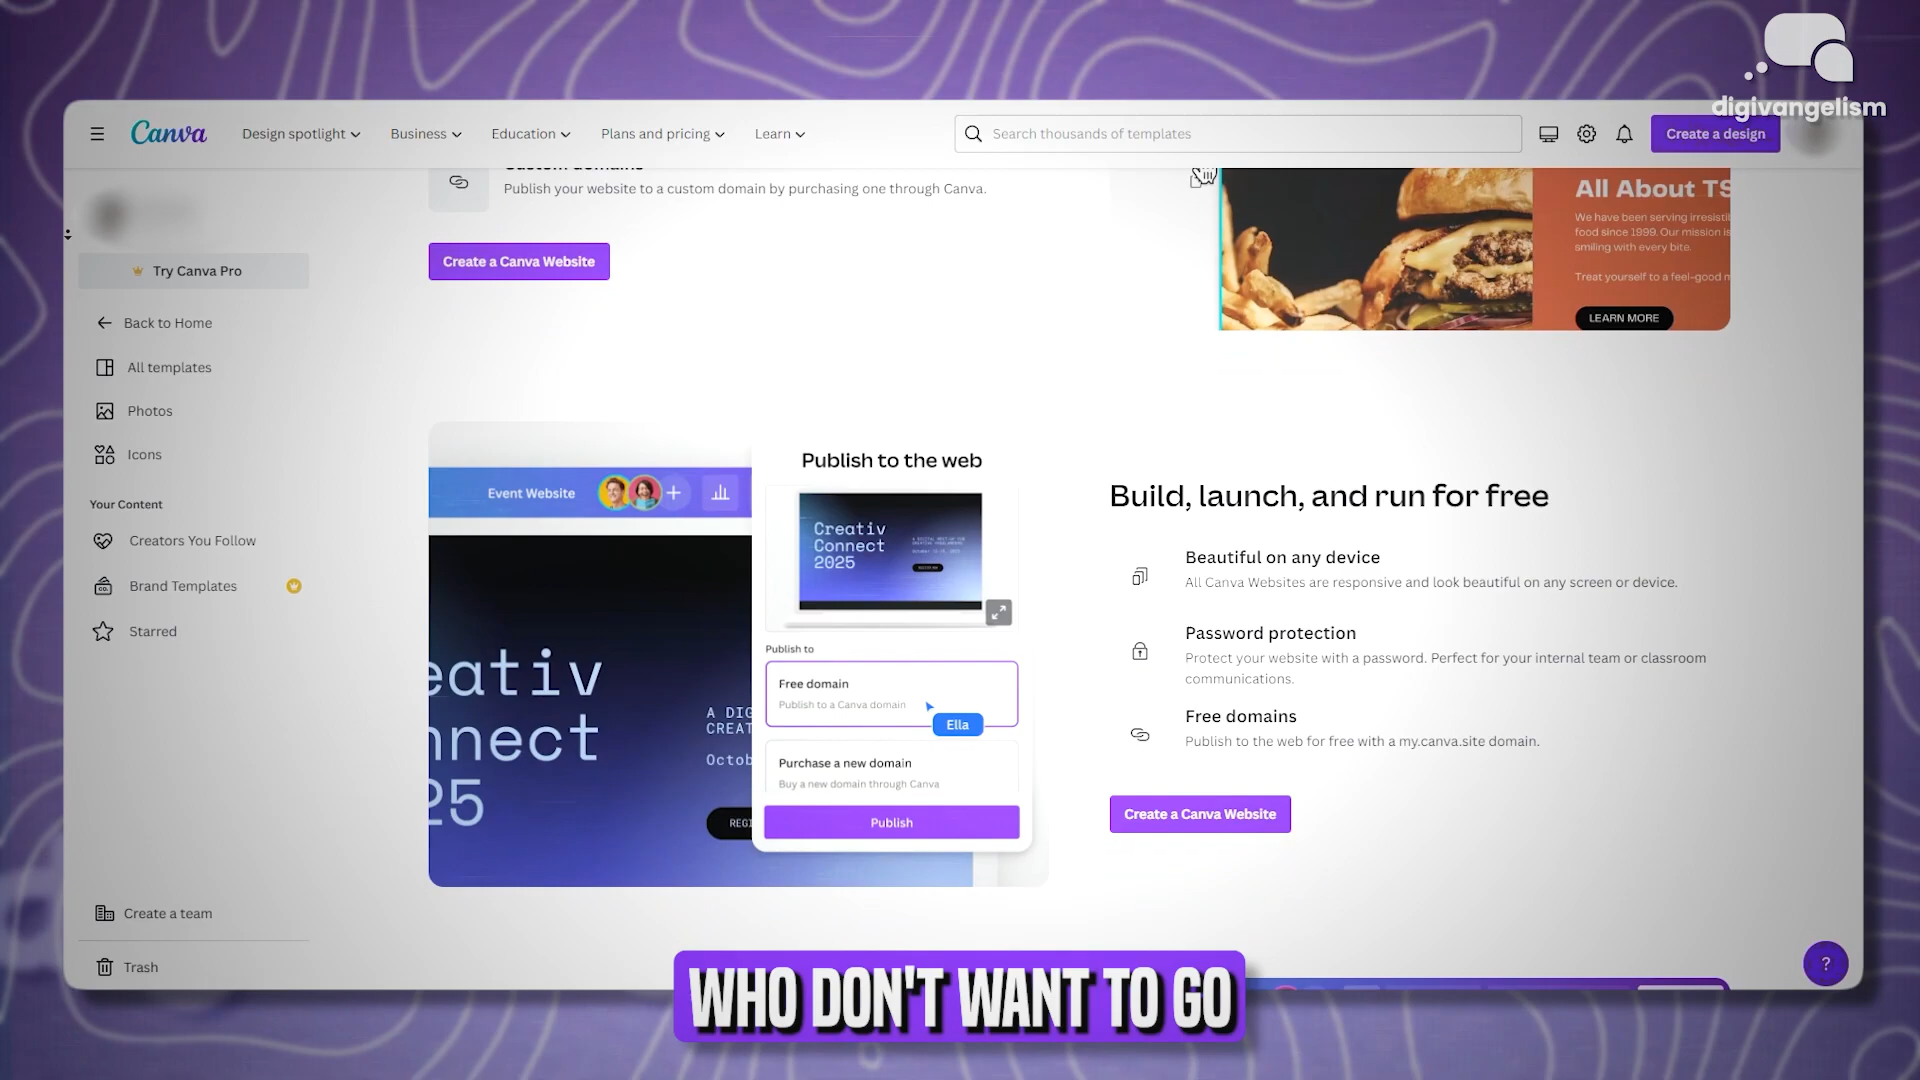 digivangelism
Canva
Design spotlight
Business
Education
Plans and pricing
Learn
Search thousands of templates
Create a design
Try Canva Pro
Back to Home
All templates
Photos
Icons
Your Content
Creators You Follow
Brand Templates
Starred
Create a team
Trash
Custom domains
Publish your website to a custom domain by purchasing one through Canva.
Create a Canva Website
All About TS
We have been serving irresisti
food since 1999. Our mission is
smiling with every bite.
Treat yourself to a feel-good m
LEARN MORE
Event Website
eativ
nnect
25
A DIG
CREAT
Octob
REGI
Publish to the web
Creativ
Connect
2025
Publish to
Free domain
Publish to a Canva domain
Ella
Purchase a new domain
Buy a new domain through Canva
Publish
Build, launch, and run for free
Beautiful on any device
All Canva Websites are responsive and look beautiful on any screen or device.
Password protection
Protect your website with a password. Perfect for your internal team or classroom
communications.
Free domains
Publish to the web for free with a my.canva.site domain.
Create a Canva Website
?
WHO DON'T WANT TO GO